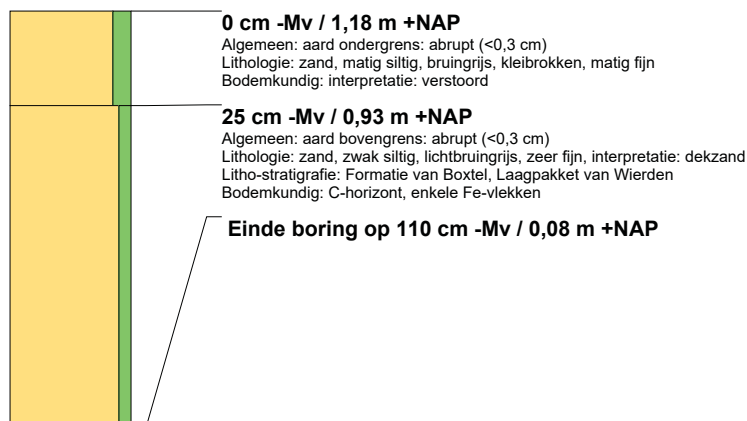 0 cm -Mv / 1,18 m +NAP
Algemeen: aard ondergrens: abrupt (<0,3 cm)
Lithologie: zand, matig siltig, bruingrijs, kleibrokken, matig fijn
Bodemkundig: interpretatie: verstoord
25 cm -Mv / 0,93 m +NAP
Algemeen: aard bovengrens: abrupt (<0,3 cm)
Lithologie: zand, zwak siltig, lichtbruingrijs, zeer fijn, interpretatie: dekzand
Litho-stratigrafie: Formatie van Boxtel, Laagpakket van Wierden
Bodemkundig: C-horizont, enkele Fe-vlekken
Einde boring op 110 cm -Mv / 0,08 m +NAP